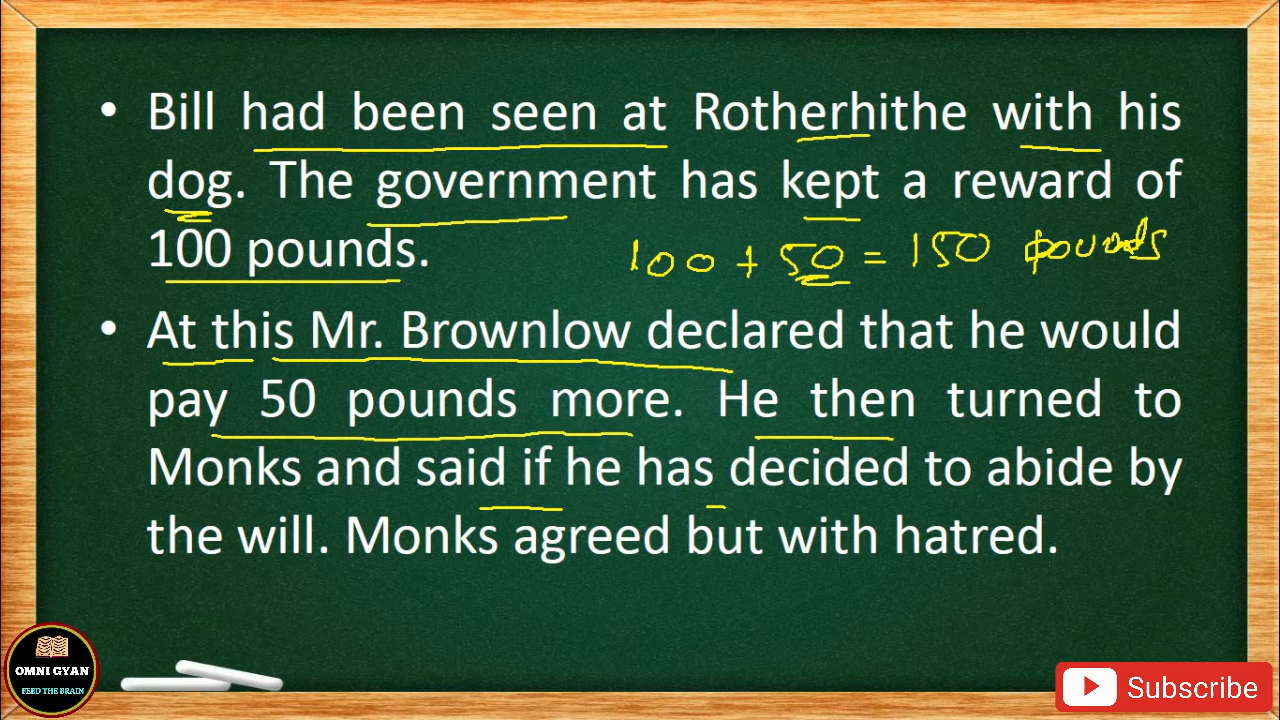 • Bill had been seen at Rotherhithe with his
dog. The government has kept a reward of
100 pounds.
100 + 50 = 150 pounds
• At this Mr. Brownlow declared that he would
pay 50 pounds more. He then turned to
Monks and said if he has decided to abide by
the will. Monks agreed but with hatred.
OMNI GYAN
FEED THE BRAIN
Subscribe